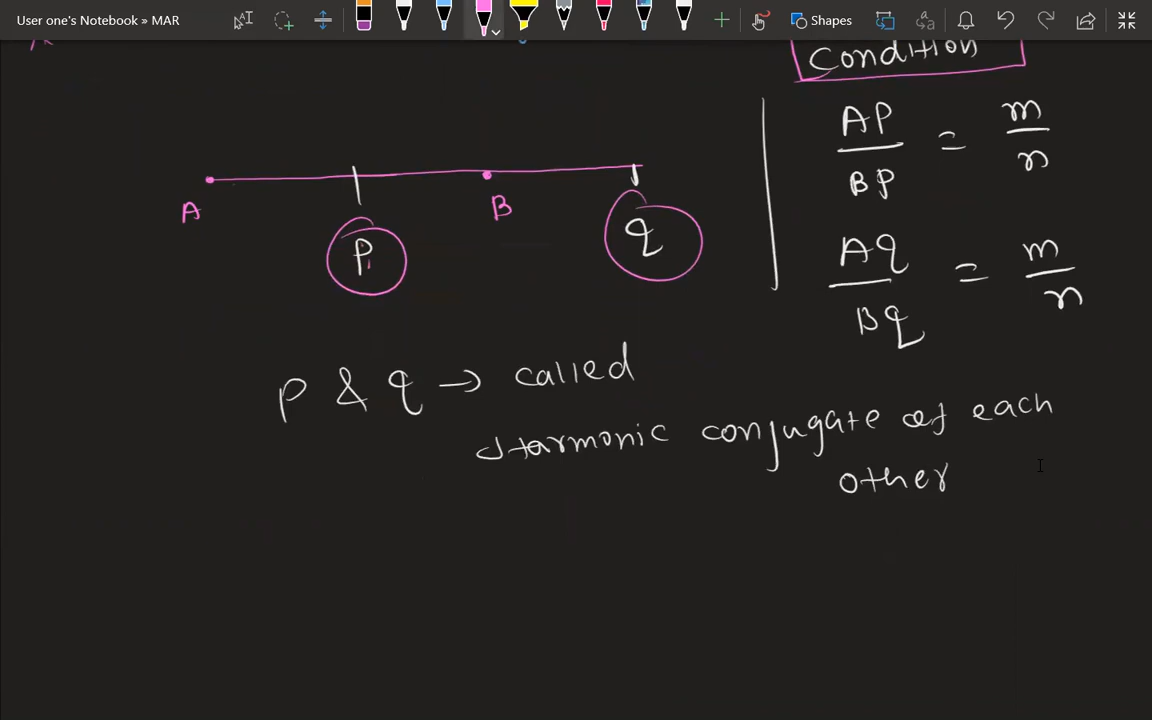 User one's Notebook » MAR
Shapes
Condition
AP/BP = m/n
A B
P q
Aq/Bq = m/n
P & q → called
Harmonic conjugate of each
other